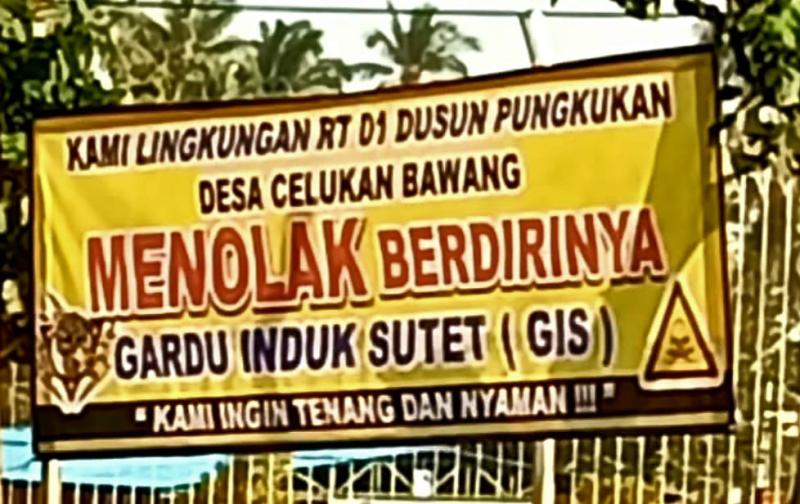 KAMI LINGKUNGAN RT 01 DUSUN PUNGKUKAN
DESA CELUKAN BAWANG
MENOLAK BERDIRINYA
GARDU INDUK SUTET ( GIS )
" KAMI INGIN TENANG DAN NYAMAN !!! "